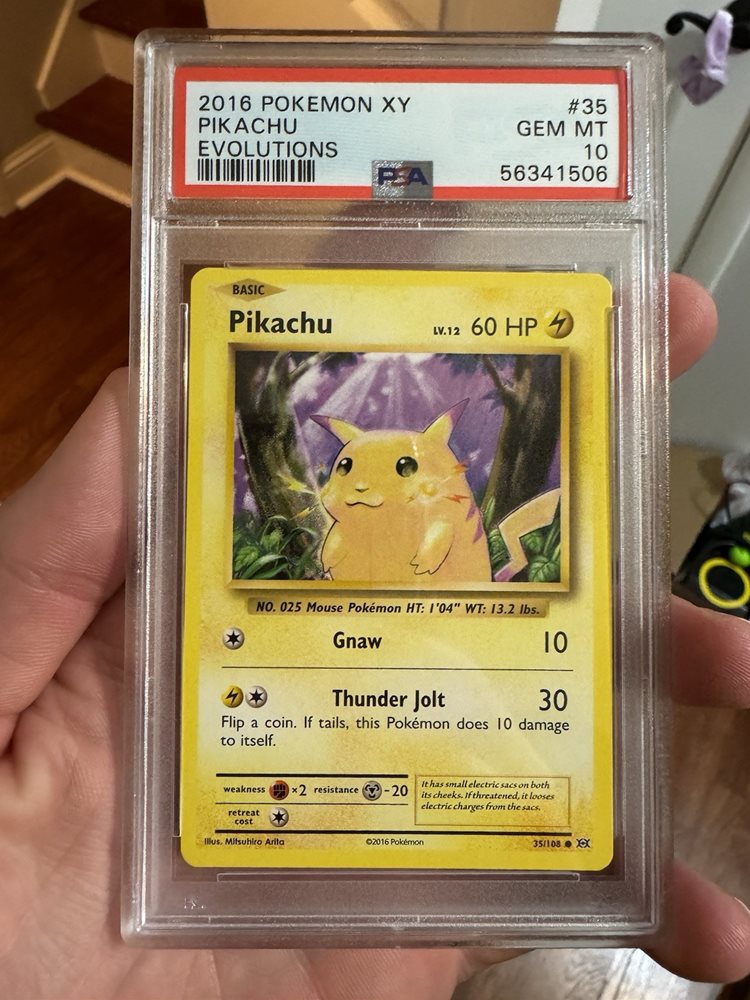 2016 POKEMON XY #35
PIKACHU GEM MT
EVOLUTIONS 10
PSA 56341506
BASIC
Pikachu LV.12 60 HP
NO. 025 Mouse Pokémon HT: 1'04" WT: 13.2 lbs.
Gnaw 10
Thunder Jolt 30
Flip a coin. If tails, this Pokémon does 10 damage
to itself.
weakness ×2 resistance -20
retreat
cost
It has small electric sacs on both
its cheeks. If threatened, it looses
electric charges from the sacs.
Illus. Mitsuhiro Arita ©2016 Pokémon 35/108